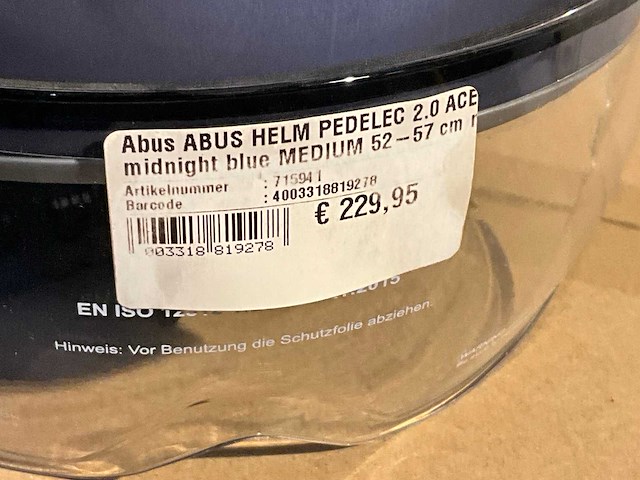 Abus ABUS HELM PEDELEC 2.0 ACE
midnight blue MEDIUM 52-57 cm
Artikelnummer : 715941
Barcode : 4003318819278
€ 229,95
003318 819278
EN ISO
Hinweis: Vor Benutzung die Schutzfolie abziehen.